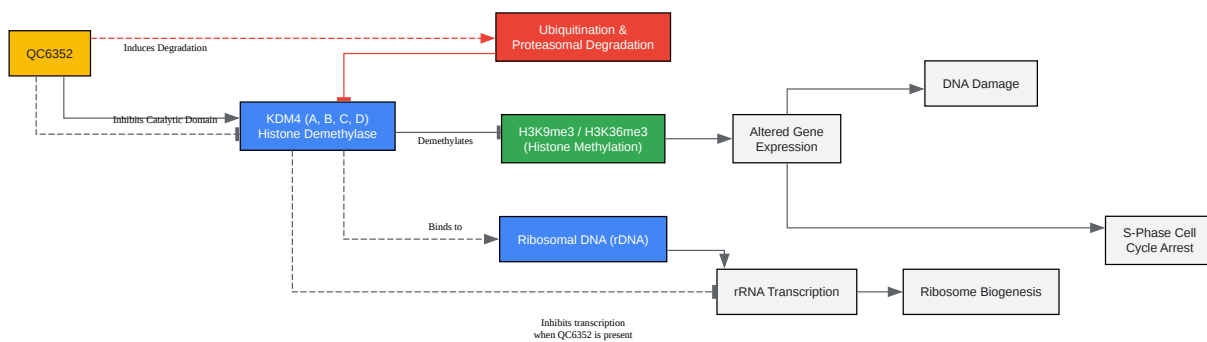 QC6352
Induces Degradation
Ubiquitination &
Proteasomal Degradation
Inhibits Catalytic Domain
KDM4 (A, B, C, D)
Histone Demethylase
Demethylates
H3K9me3 / H3K36me3
(Histone Methylation)
Altered Gene
Expression
DNA Damage
Binds to
Ribosomal DNA (rDNA)
S-Phase Cell
Cycle Arrest
rRNA Transcription
Ribosome Biogenesis
Inhibits transcription
when QC6352 is present